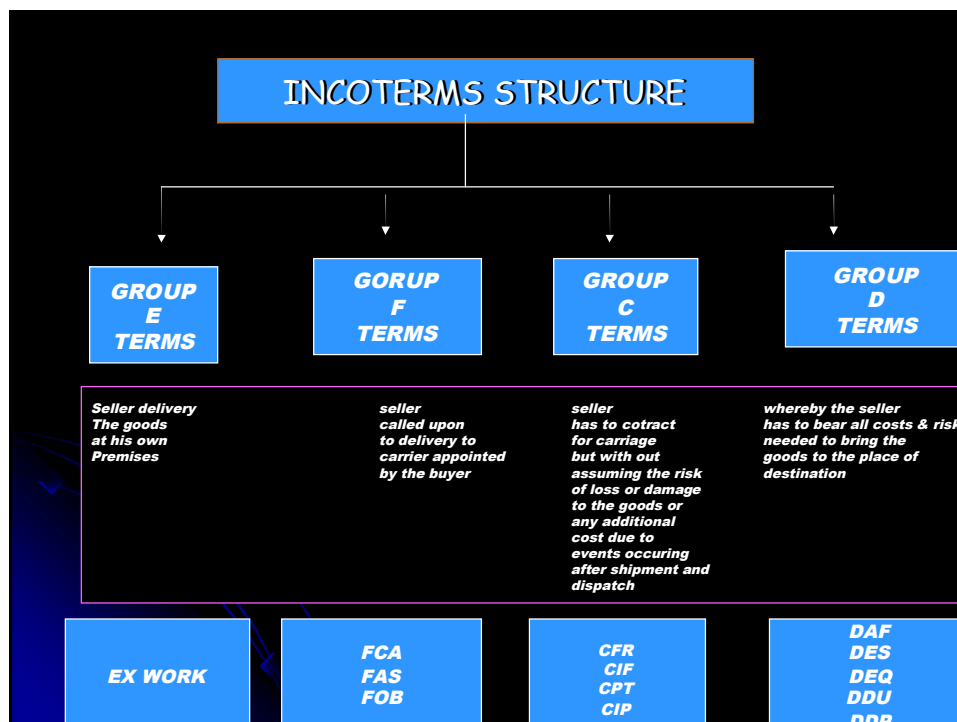 INCOTERMS STRUCTURE
GROUP
E
TERMS
GORUP
F
TERMS
GROUP
C
TERMS
GROUP
D
TERMS
Seller delivery
The goods
at his own
Premises
seller
called upon
to delivery to
carrier appointed
by the buyer
seller
has to cotract
for carriage
but with out
assuming the risk
of loss or damage
to the goods or
any additional
cost due to
events occuring
after shipment and
dispatch
whereby the seller
has to bear all costs & risk
needed to bring the
goods to the place of
destination
EX WORK
FCA
FAS
FOB
CFR
CIF
CPT
CIP
DAF
DES
DEQ
DDU
DDP